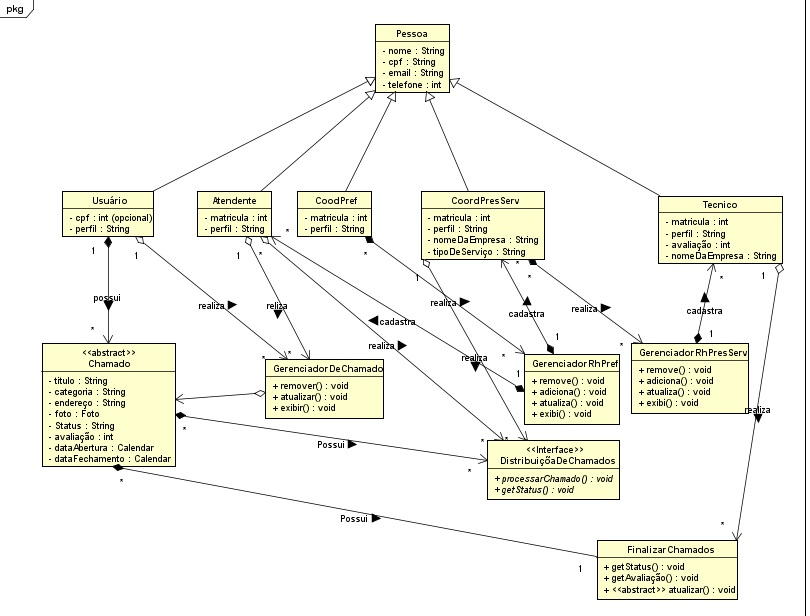 pkg
Pessoa
- nome : String
- cpf : String
- email : String
- telefone : int
Usuário
- cpf : int (opcional)
- perfil : String
Atendente
- matricula : int
- perfil : String
CoodPref
- matricula : int
- perfil : String
CoordPresServ
- matricula : int
- perfil : String
- nomeDaEmpresa : String
- tipoDeServiço : String
Tecnico
- matricula : int
- perfil : String
- avaliação : int
- nomeDaEmpresa : String
1
1
1
*
*
*
1
*
*
*
*
1
possui
realiza
reliza
cadastra
realiza
realiza
cadastra
realiza
cadastra
realiza
realiza
*
*
*
1
*
1
*
1
<<abstract>>
Chamado
- titulo : String
- categoria : String
- endereço : String
- foto : Foto
- Status : String
- avaliação : int
- dataAbertura : Calendar
- dataFechamento : Calendar
GerenciadorDeChamado
+ remover() : void
+ atualizar() : void
+ exibir() : void
GerenciadorRhPref
+ remove() : void
+ adiciona() : void
+ atualiza() : void
+ exibi() : void
GerenciadorRhPresServ
+ remove() : void
+ adiciona() : void
+ atualiza() : void
+ exibi() : void
*
Possui
*
*
*
<<Interface>>
DistribuiçõaDeChamados
+ processarChamado() : void
+ getStatus() : void
*
Possui
1
*
FinalizarChamados
+ getStatus() : void
+ getAvaliação() : void
+ <<abstract>> atualizar() : void